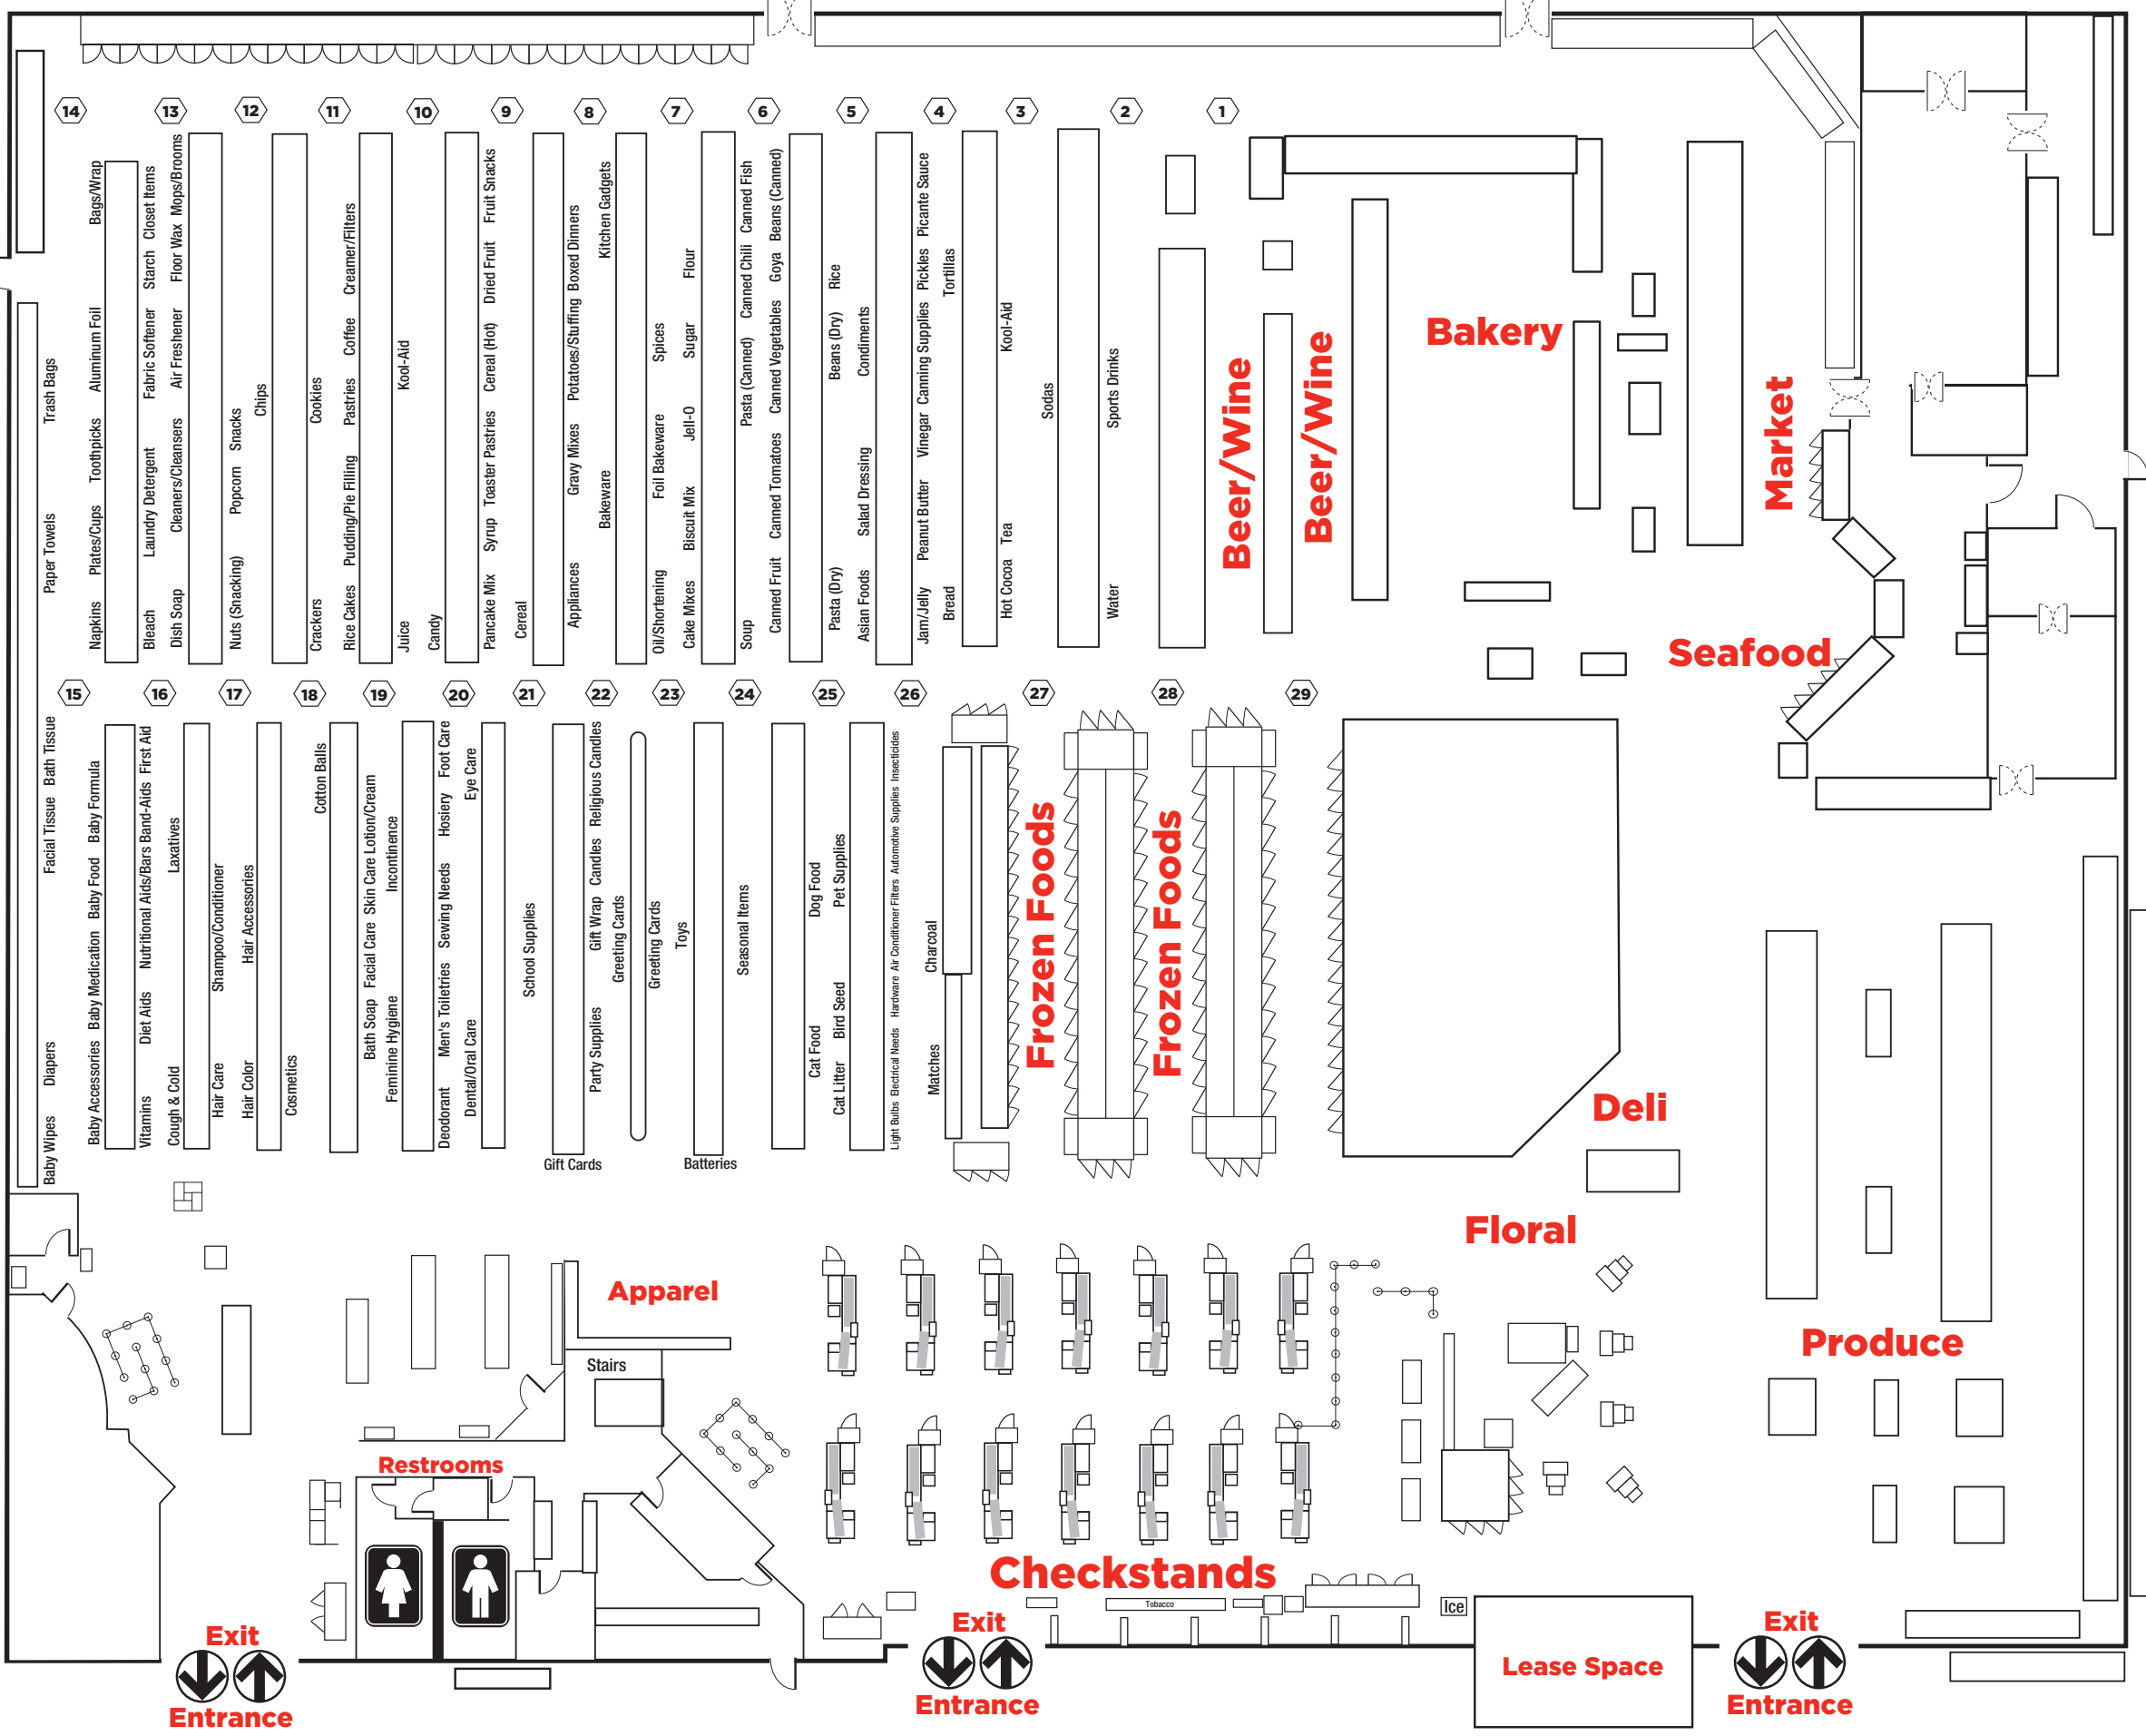 14
13
12
11
10
9
8
7
6
5
4
3
2
1
Trash Bags
Paper Towels
Bags/Wrap
Aluminum Foil
Toothpicks
Plates/Cups
Napkins
Closet Items
Starch
Fabric Softener
Laundry Detergent
Bleach
Mops/Brooms
Floor Wax
Air Freshener
Cleaners/Cleansers
Dish Soap
Snacks
Popcorn
Nuts (Snacking)
Chips
Cookies
Crackers
Creamer/Filters
Coffee
Pastries
Pudding/Pie Filling
Rice Cakes
Kool-Aid
Juice
Candy
Fruit Snacks
Dried Fruit
Cereal (Hot)
Toaster Pastries
Syrup
Pancake Mix
Cereal
Boxed Dinners
Potatoes/Stuffing
Gravy Mixes
Appliances
Kitchen Gadgets
Bakeware
Spices
Foil Bakeware
Oil/Shortening
Flour
Sugar
Jell-O
Biscuit Mix
Cake Mixes
Canned Fish
Canned Chili
Pasta (Canned)
Soup
Beans (Canned)
Goya
Canned Vegetables
Canned Tomatoes
Canned Fruit
Rice
Beans (Dry)
Pasta (Dry)
Condiments
Salad Dressing
Asian Foods
Picante Sauce
Pickles
Canning Supplies
Vinegar
Peanut Butter
Jam/Jelly
Tortillas
Bread
Kool-Aid
Tea
Hot Cocoa
Sodas
Sports Drinks
Water
Beer/Wine
Beer/Wine
Bakery
Market
Seafood
15
16
17
18
19
20
21
22
23
24
25
26
27
28
29
Bath Tissue
Facial Tissue
Diapers
Baby Wipes
Baby Formula
Baby Food
Baby Medication
Baby Accessories
First Aid
Band-Aids
Nutritional Aids/Bars
Diet Aids
Vitamins
Laxatives
Cough & Cold
Shampoo/Conditioner
Hair Care
Hair Accessories
Hair Color
Cosmetics
Cotton Balls
Skin Care Lotion/Cream
Facial Care
Bath Soap
Incontinence
Feminine Hygiene
Foot Care
Hosiery
Sewing Needs
Men's Toiletries
Deodorant
Eye Care
Dental/Oral Care
School Supplies
Gift Cards
Religious Candles
Candles
Gift Wrap
Party Supplies
Greeting Cards
Greeting Cards
Toys
Batteries
Seasonal Items
Dog Food
Cat Food
Pet Supplies
Bird Seed
Cat Litter
Insecticides
Automotive Supplies
Air Conditioner Filters
Hardware
Electrical Needs
Light Bulbs
Charcoal
Matches
Frozen Foods
Frozen Foods
Deli
Floral
Produce
Apparel
Stairs
Restrooms
Checkstands
Tobacco
Ice
Lease Space
Exit
Entrance
Exit
Entrance
Exit
Entrance